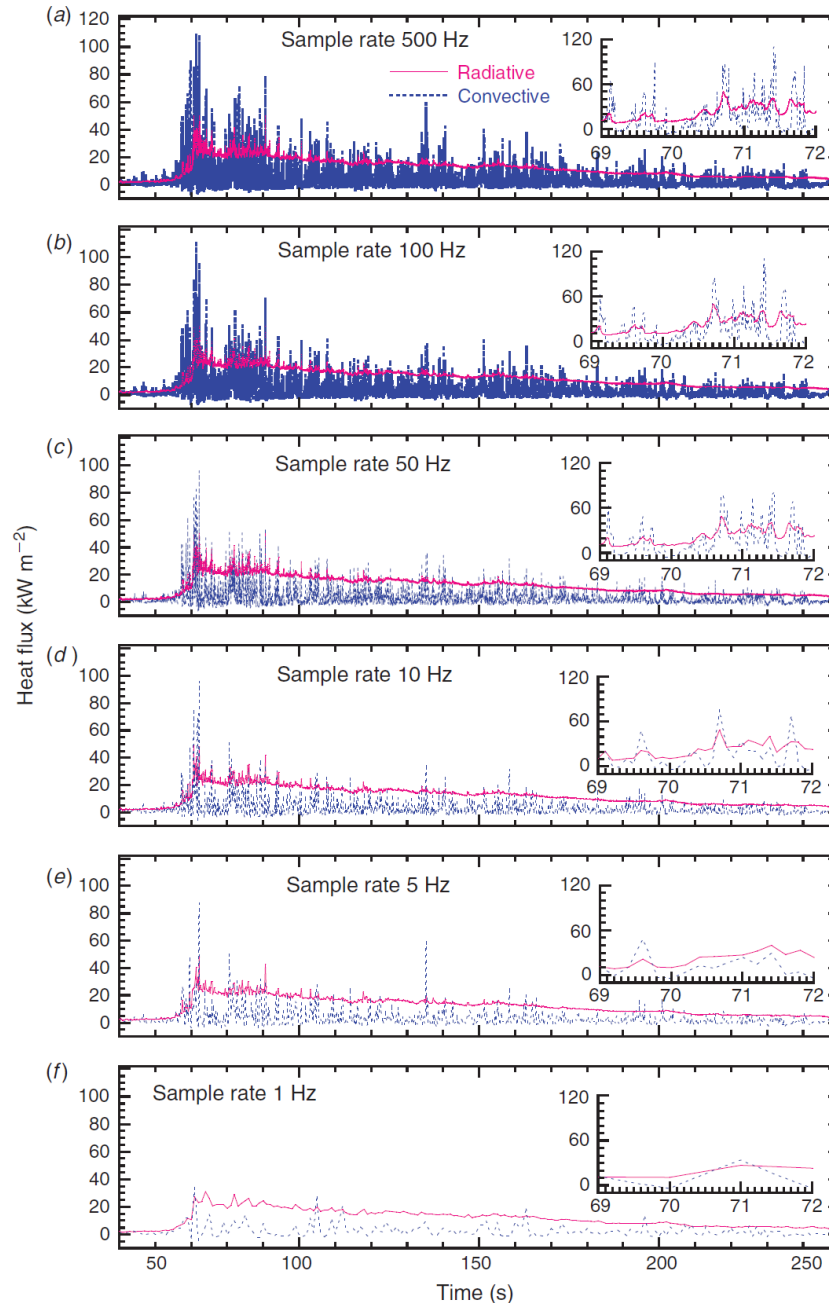 (a)
Sample rate 500 Hz
Radiative
Convective
120
100
80
60
40
20
0
120
60
0
69 70 71 72
(b)
Sample rate 100 Hz
100
80
60
40
20
0
120
60
0
69 70 71 72
(c)
Sample rate 50 Hz
100
80
60
40
20
0
120
60
0
69 70 71 72
Heat flux (kW m−2)
(d)
Sample rate 10 Hz
100
80
60
40
20
0
120
60
0
69 70 71 72
(e)
Sample rate 5 Hz
100
80
60
40
20
0
120
60
0
69 70 71 72
(f)
Sample rate 1 Hz
100
80
60
40
20
0
120
60
0
69 70 71 72
50 100 150 200 250
Time (s)